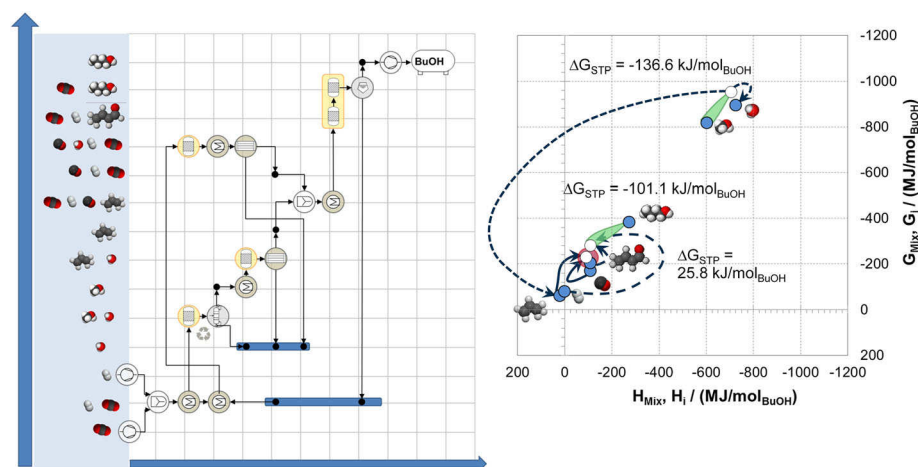 BuOH
ΔG_STP = -136.6 kJ/mol_BuOH
ΔG_STP = -101.1 kJ/mol_BuOH
ΔG_STP =
25.8 kJ/mol_BuOH
-1200
-1000
-800
-600
-400
-200
0
200
G_Mix, G_i / (MJ/mol_BuOH)
200 0 -200 -400 -600 -800 -1000 -1200
H_Mix, H_i / (MJ/mol_BuOH)